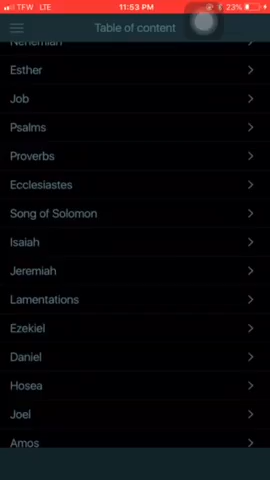 TFW LTE 11:53 PM 23%
Table of content
Nehemiah
Esther
Job
Psalms
Proverbs
Ecclesiastes
Song of Solomon
Isaiah
Jeremiah
Lamentations
Ezekiel
Daniel
Hosea
Joel
Amos